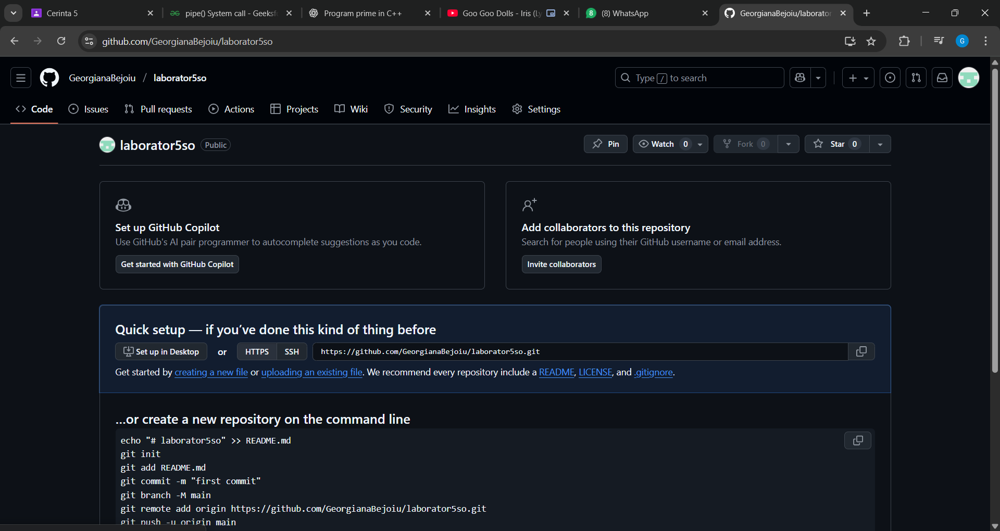 Cerinta 5
pipe() System call - Geeksf
Program prime in C++
Goo Goo Dolls - Iris (Ly
8 (8) WhatsApp
GeorgianaBejoiu/laborator
github.com/GeorgianaBejoiu/laborator5so
G
GeorgianaBejoiu / laborator5so
Type / to search
Code
Issues
Pull requests
Actions
Projects
Wiki
Security
Insights
Settings
laborator5so Public
Pin
Watch 0
Fork 0
Star 0
Set up GitHub Copilot
Use GitHub's AI pair programmer to autocomplete suggestions as you code.
Get started with GitHub Copilot
Add collaborators to this repository
Search for people using their GitHub username or email address.
Invite collaborators
Quick setup — if you’ve done this kind of thing before
Set up in Desktop or HTTPS SSH https://github.com/GeorgianaBejoiu/laborator5so.git
Get started by creating a new file or uploading an existing file. We recommend every repository include a README, LICENSE, and .gitignore.
…or create a new repository on the command line
echo "# laborator5so" >> README.md
git init
git add README.md
git commit -m "first commit"
git branch -M main
git remote add origin https://github.com/GeorgianaBejoiu/laborator5so.git
git push -u origin main